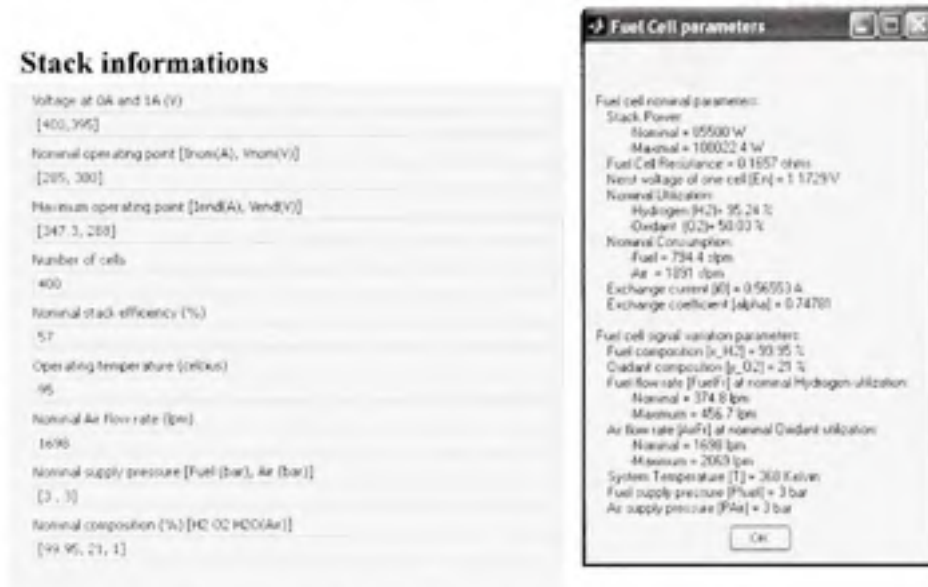 Stack informations
Voltage at 0A and 1A (V)
[400,395]
Nominal operating point [Inom(A), Vnom(V)]
[285, 300]
Maximum operating point [Iend(A), Vend(V)]
[347.3, 288]
Number of cells
400
Nominal stack efficiency (%)
57
Operating temperature (celcius)
95
Nominal Air flow rate (lpm)
1698
Nominal supply pressure [Fuel (bar), Air (bar)]
[3 , 3]
Nominal composition (%) [H2 O2 H2O(Air)]
[99.95, 21, 1]
Fuel Cell parameters
Fuel cell nominal parameters:
Stack Power:
-Nominal = 85500 W
-Maximal = 100022.4 W
Fuel Cell Resistance = 0.1657 ohms
Nerst voltage of one cell [En] = 1.1729 V
Nominal Utilization:
-Hydrogen (H2)= 95.24 %
-Oxidant (O2)= 50.03 %
Nominal Consumption:
-Fuel = 794.4 slpm
-Air = 1891 slpm
Exchange current [i0] = 0.56553 A
Exchange coefficient [alpha] = 0.74781
Fuel cell signal variation parameters:
Fuel composition [x_H2] = 99.95 %
Oxidant composition [y_O2] = 21 %
Fuel flow rate [FuelFr] at nominal Hydrogen utilization:
-Nominal = 374.8 lpm
-Maximum = 456.7 lpm
Air flow rate [AirFr] at nominal Oxidant utilization:
-Nominal = 1698 lpm
-Maximum = 2069 lpm
System Temperature [T] = 368 Kelvin
Fuel supply pressure [Pfuel] = 3 bar
Air supply pressure [PAir] = 3 bar
OK